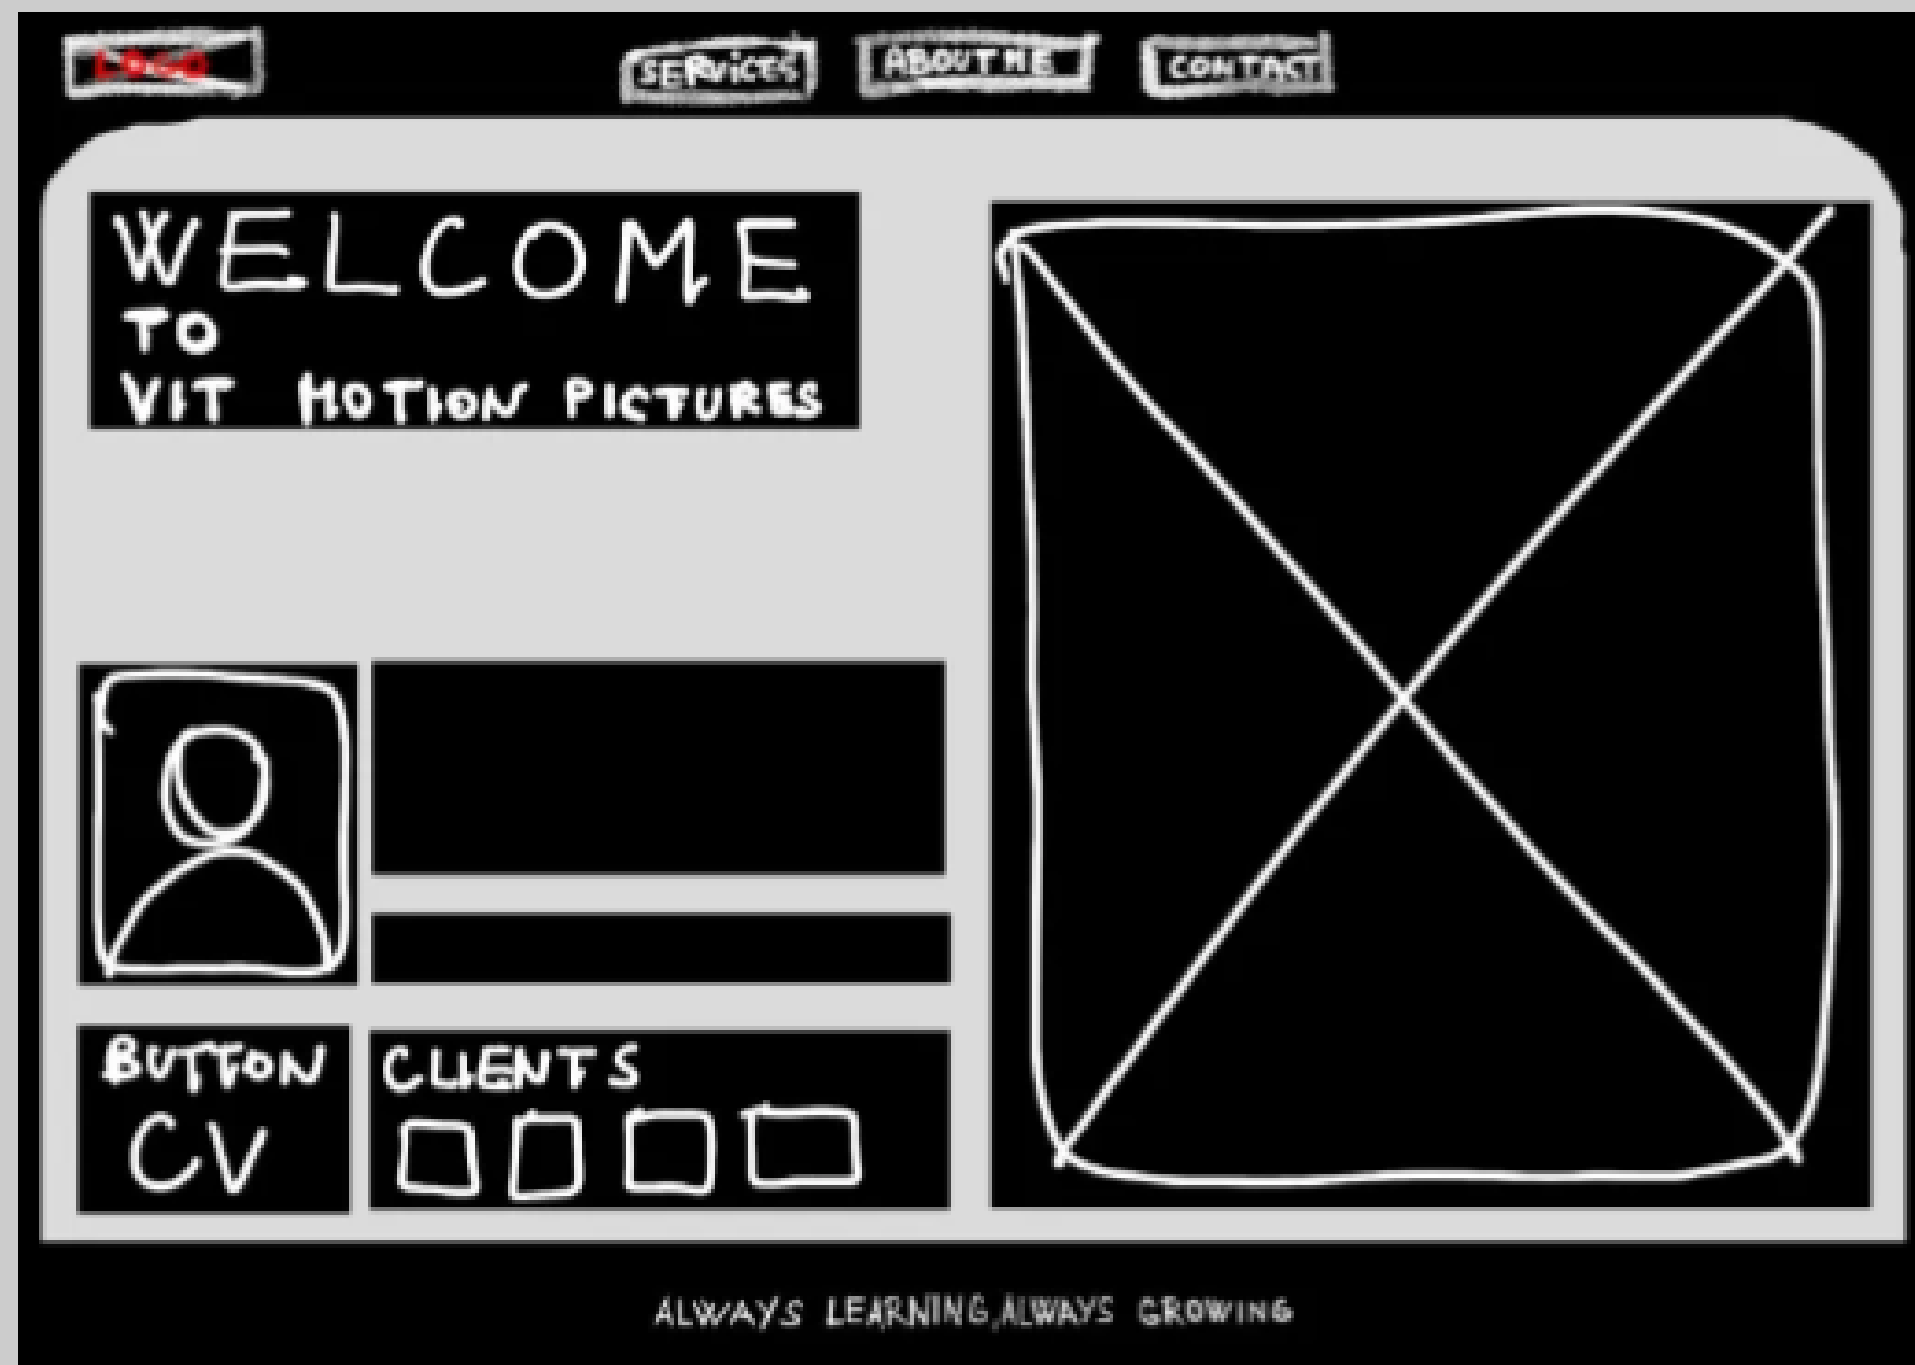 LOGO
SERVICES ABOUT ME CONTACT
WELCOME
TO
VIT MOTION PICTURES
BUTTON
CV
CLIENTS
ALWAYS LEARNING, ALWAYS GROWING